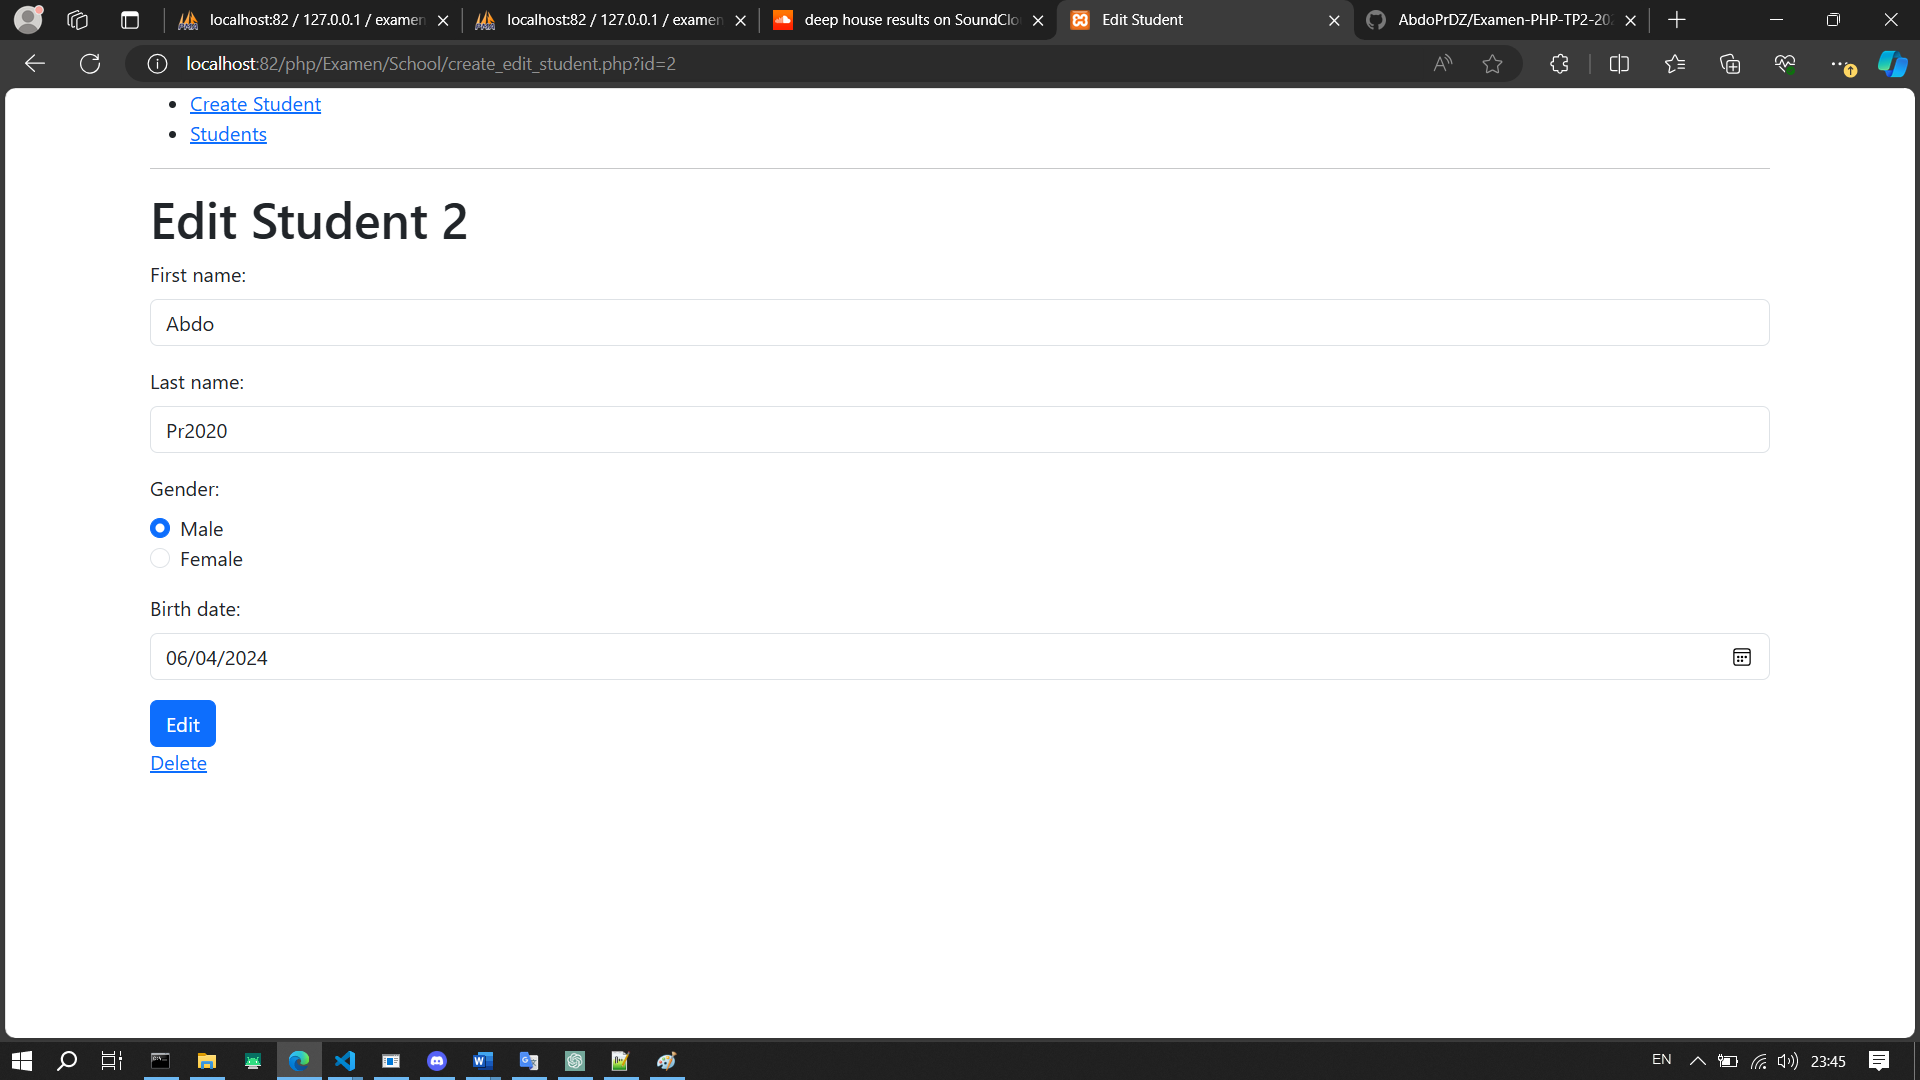 localhost:82 / 127.0.0.1 / examen
localhost:82 / 127.0.0.1 / examen
deep house results on SoundClo
Edit Student
AbdoPrDZ/Examen-PHP-TP2-202
localhost:82/php/Examen/School/create_edit_student.php?id=2
Create Student
Students
Edit Student 2
First name:
Abdo
Last name:
Pr2020
Gender:
Male
Female
Birth date:
06/04/2024
Edit
Delete
EN
23:45